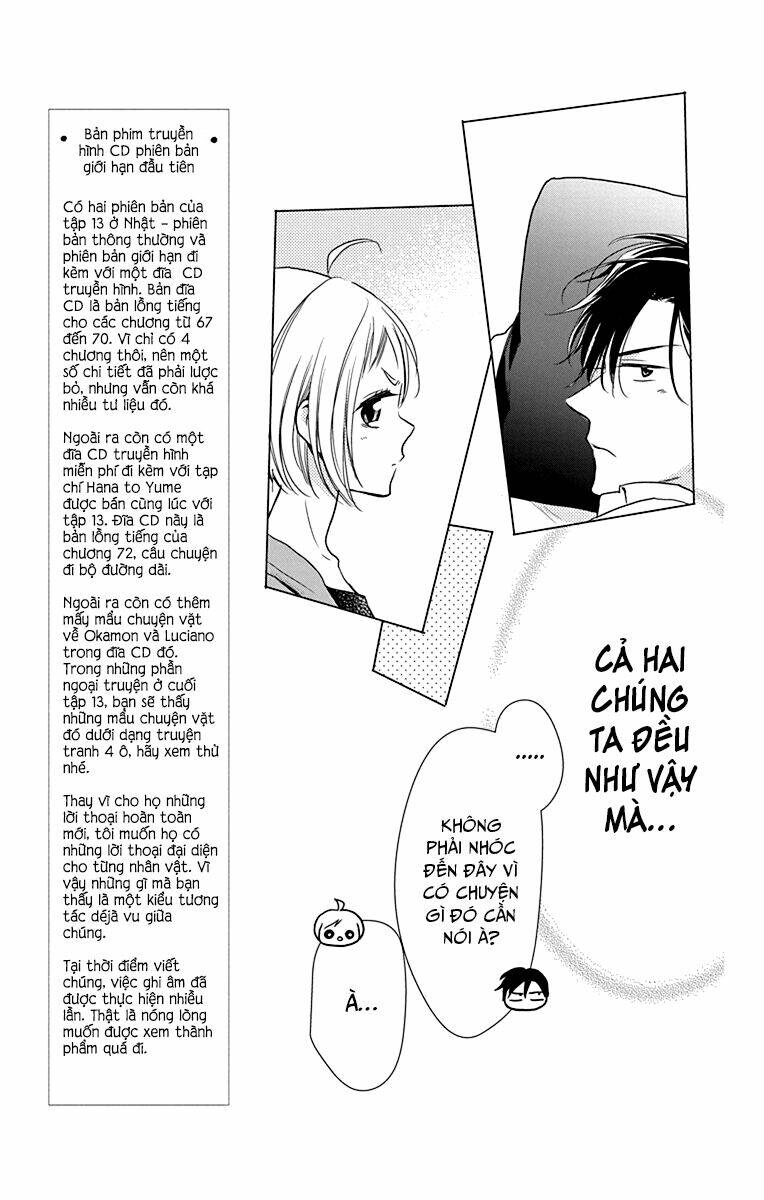 Bản phim truyền
hình CD phiên bản
giới hạn đầu tiên
Có hai phiên bản của
tập 13 ở Nhật – phiên
bản thông thường và
phiên bản giới hạn đi
kèm với một đĩa CD
truyền hình. Bản đĩa
CD là bản lồng tiếng
cho các chương từ 67
đến 70. Vì chỉ có 4
chương thôi, nên một
số chi tiết đã phải lược
bỏ, nhưng vẫn còn khá
nhiều tư liệu đó.
Ngoài ra còn có một
đĩa CD truyền hình
miễn phí đi kèm với tạp
chí Hana to Yume
được bán cùng lúc với
tập 13. Đĩa CD này là
bản lồng tiếng của
chương 72, câu chuyện
đi bộ đường dài.
Ngoài ra còn có thêm
mấy mẩu chuyện vặt
về Okamon và Luciano
trong đĩa CD đó.
Trong những phần
ngoại truyện ở cuối
tập 13, bạn sẽ thấy
những mẩu chuyện vặt
đó dưới dạng truyện
tranh 4 ô, hãy xem thử
nhé.
Thay vì cho họ những
lời thoại hoàn toàn
mới, tôi muốn họ có
những lời thoại đại diện
cho từng nhân vật. Vì
vậy những gì mà bạn
thấy là một kiểu tương
tác déjà vu giữa
chúng.
Tại thời điểm viết
chúng, việc ghi âm đã
được thực hiện nhiều
lần. Thật là nóng lòng
muốn được xem thành
phẩm quá đi.
CẢ HAI
CHÚNG
TA ĐỀU
NHƯ VẬY
MÀ...
.....
KHÔNG
PHẢI NHÓC
ĐẾN ĐÂY VÌ
CÓ CHUYỆN
GÌ ĐÓ CẦN
NÓI À?
À...